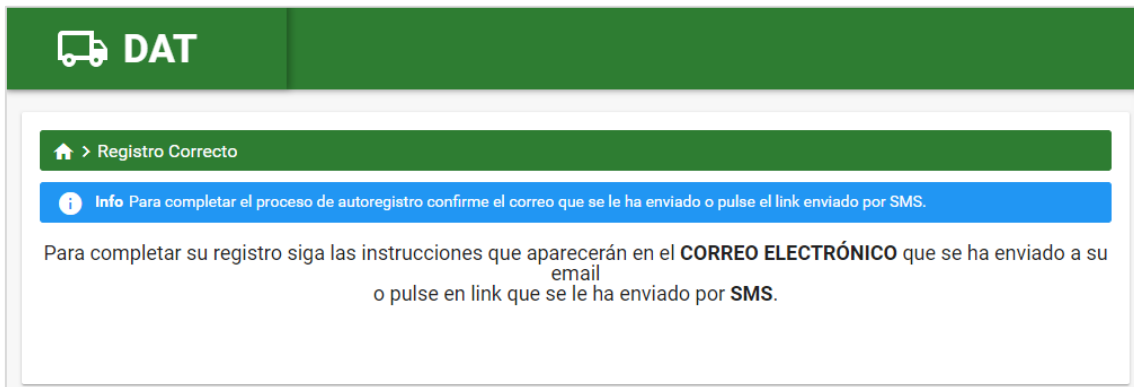 DAT
> Registro Correcto
Info Para completar el proceso de autoregistro confirme el correo que se le ha enviado o pulse el link enviado por SMS.
Para completar su registro siga las instrucciones que aparecerán en el CORREO ELECTRÓNICO que se ha enviado a su
email
o pulse en link que se le ha enviado por SMS.